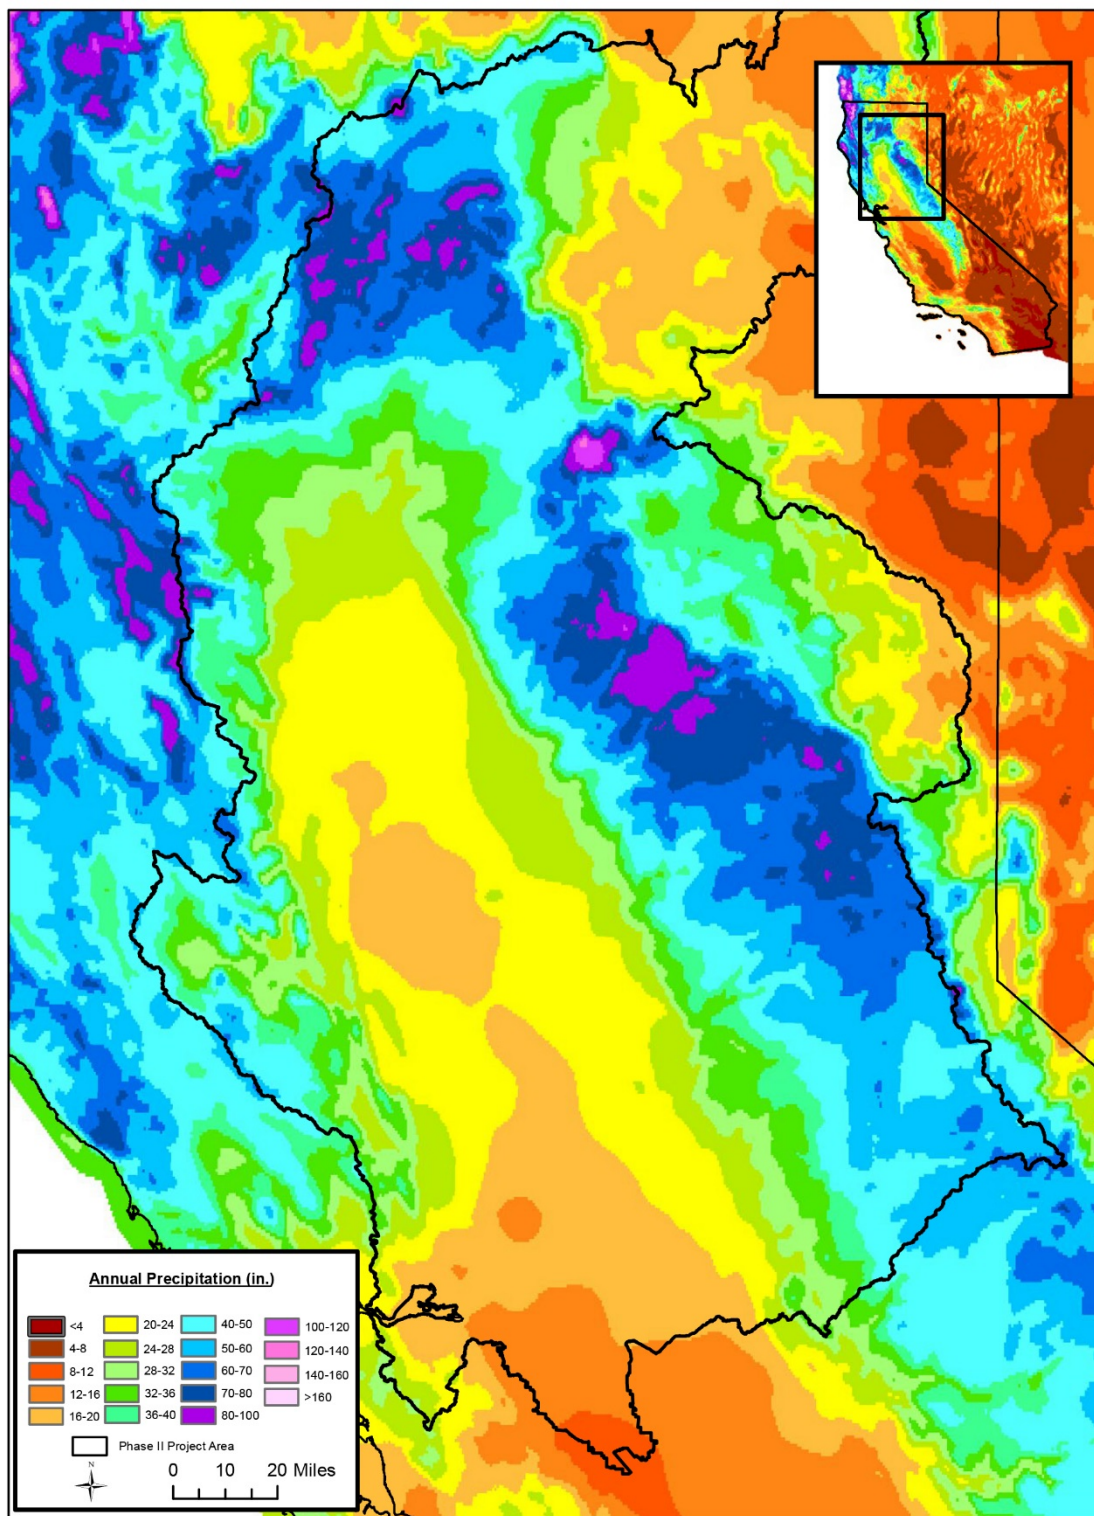 Annual Precipitation (in.)
<4 20-24 40-50 100-120
4-8 24-28 50-60 120-140
8-12 28-32 60-70 140-160
12-16 32-36 70-80 >160
16-20 36-40 80-100
Phase II Project Area
N
0 10 20 Miles